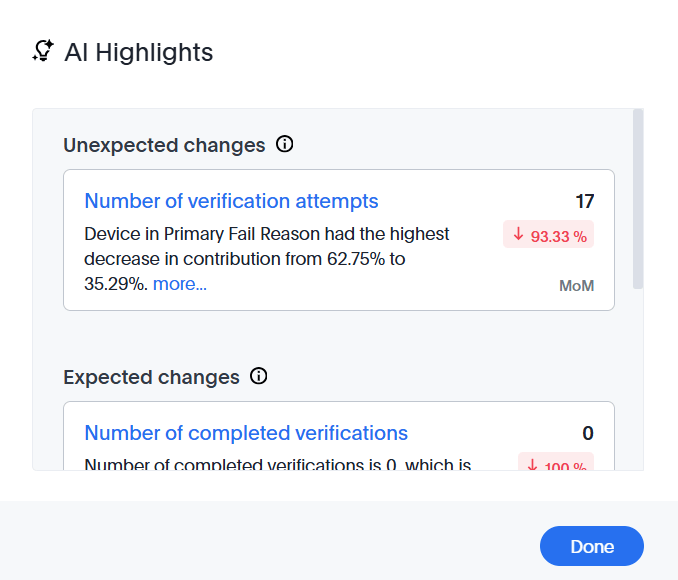 AI Highlights
Unexpected changes
Number of verification attempts 17
Device in Primary Fail Reason had the highest ↓ 93.33 %
decrease in contribution from 62.75% to
35.29%. more... MoM
Expected changes
Number of completed verifications 0
Number of completed verifications is 0, which is ↓ 100 %
Done